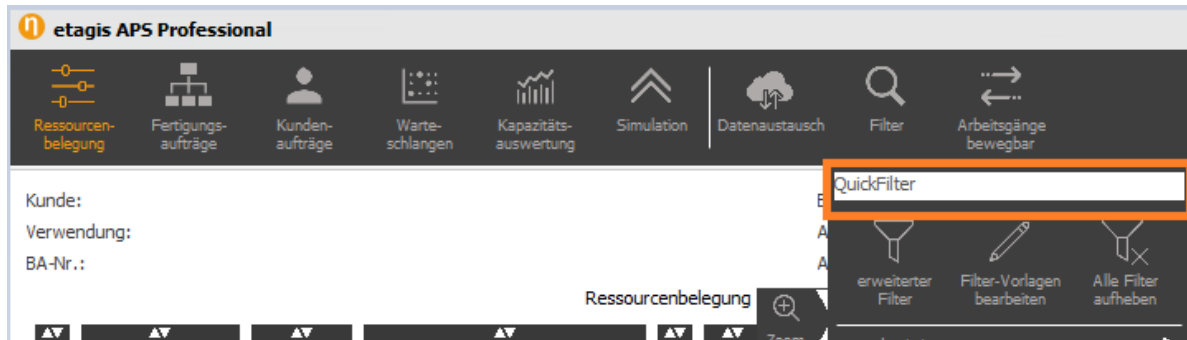 etagis APS Professional
Ressourcen-
belegung
Fertigungs-
aufträge
Kunden-
aufträge
Warte-
schlangen
Kapazitäts-
auswertung
Simulation
Datenaustausch
Filter
Arbeitsgänge
bewegbar
QuickFilter
Kunde:
Verwendung:
BA-Nr.:
erweiterter
Filter
Filter-Vorlagen
bearbeiten
Alle Filter
aufheben
Ressourcenbelegung
Zoom